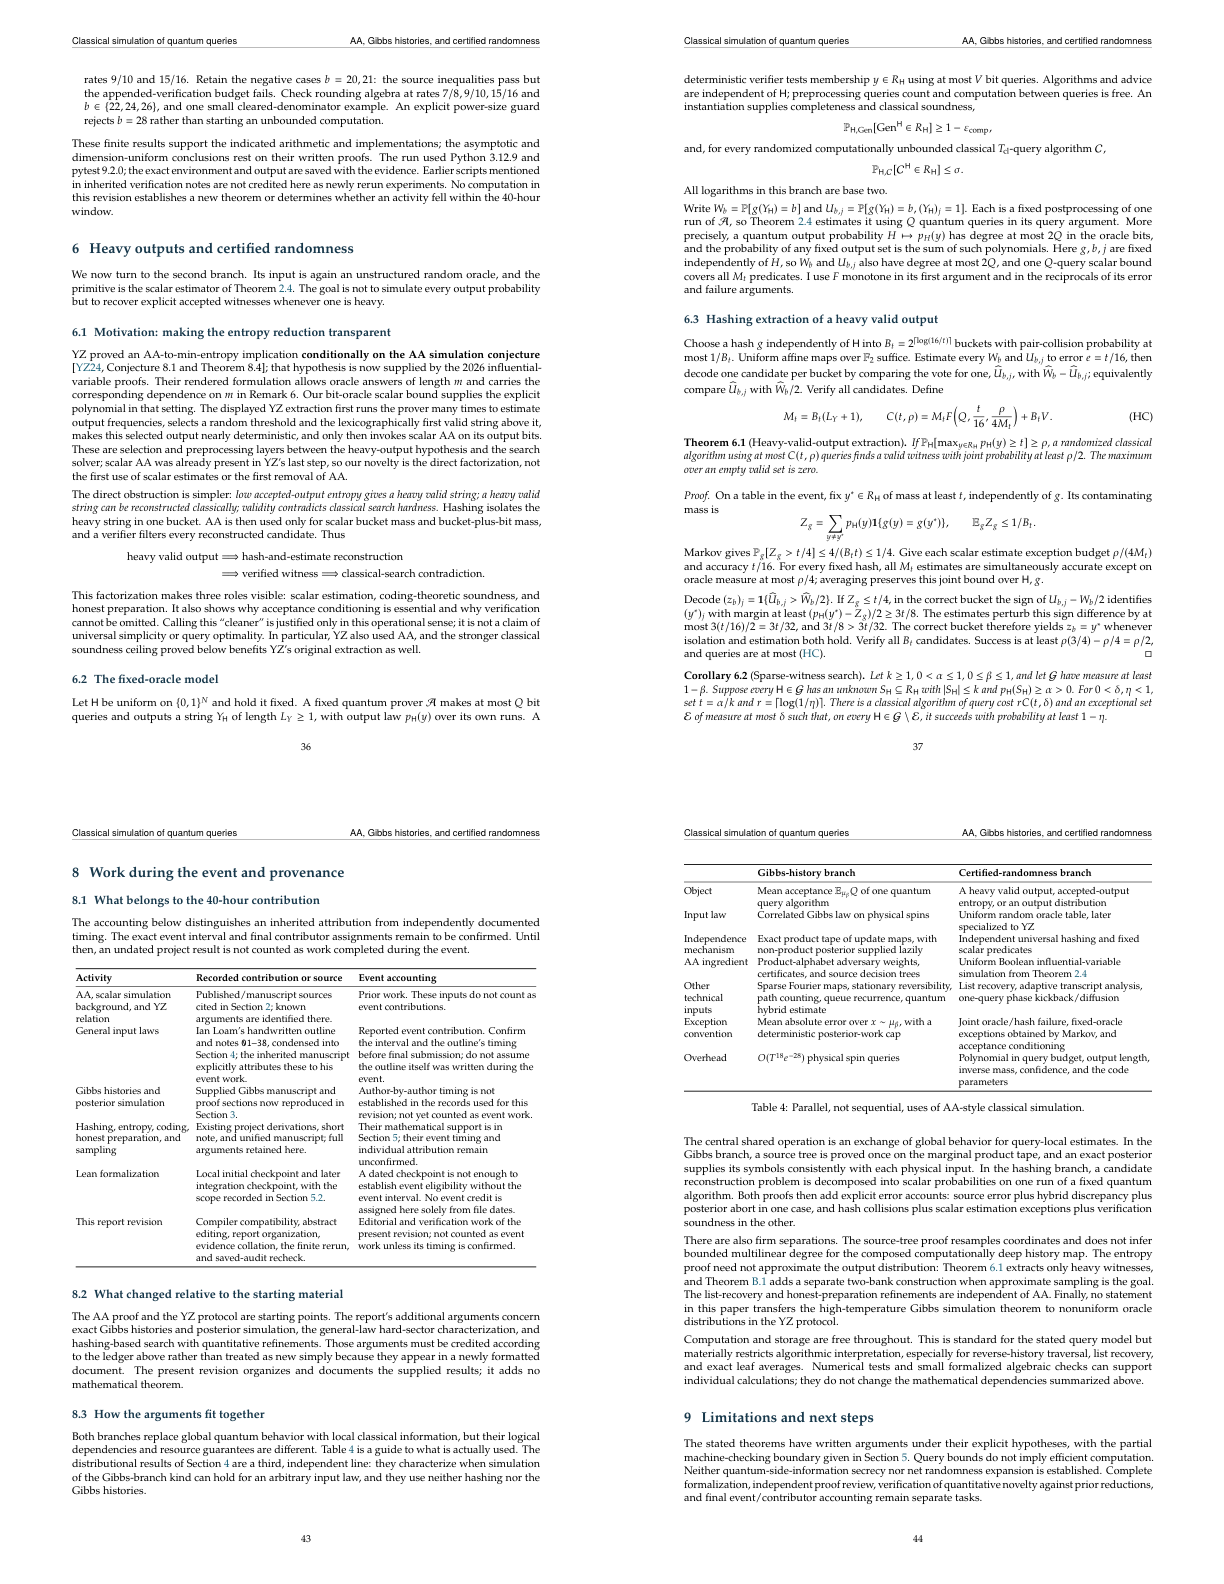 Classical simulation of quantum queries AA, Gibbs histories, and certified randomness
rates 9/10 and 15/16. Retain the negative cases b = 20, 21: the source inequalities pass but
the appended-verification budget fails. Check rounding algebra at rates 7/8, 9/10, 15/16 and
b ∈ {22, 24, 26}, and one small cleared-denominator example. An explicit power-size guard
rejects b = 28 rather than starting an unbounded computation.
These finite results support the indicated arithmetic and implementations; the asymptotic and
dimension-uniform conclusions rest on their written proofs. The run used Python 3.12.9 and
pytest 9.2.0; the exact environment and output are saved with the evidence. Earlier scripts mentioned
in inherited verification notes are not credited here as newly rerun experiments. No computation in
this revision establishes a new theorem or determines whether an activity fell within the 40-hour
window.
6 Heavy outputs and certified randomness
We now turn to the second branch. Its input is again an unstructured random oracle, and the
primitive is the scalar estimator of Theorem 2.4. The goal is not to simulate every output probability
but to recover explicit accepted witnesses whenever one is heavy.
6.1 Motivation: making the entropy reduction transparent
YZ proved an AA-to-min-entropy implication conditionally on the AA simulation conjecture
[YZ24, Conjecture 8.1 and Theorem 8.4]; that hypothesis is now supplied by the 2026 influential-
variable proofs. Their rendered formulation allows oracle answers of length m and carries the
corresponding dependence on m in Remark 6. Our bit-oracle scalar bound supplies the explicit
polynomial in that setting. The displayed YZ extraction first runs the prover many times to estimate
output frequencies, selects a random threshold and the lexicographically first valid string above it,
makes this selected output nearly deterministic, and only then invokes scalar AA on its output bits.
These are selection and preprocessing layers between the heavy-output hypothesis and the search
solver; scalar AA was already present in YZ's last step, so our novelty is the direct factorization, not
the first use of scalar estimates or the first removal of AA.
The direct obstruction is simpler: low accepted-output entropy gives a heavy valid string; a heavy valid
string can be reconstructed classically; validity contradicts classical search hardness. Hashing isolates the
heavy string in one bucket. AA is then used only for scalar bucket mass and bucket-plus-bit mass,
and a verifier filters every reconstructed candidate. Thus
heavy valid output ⟹ hash-and-estimate reconstruction
⟹ verified witness ⟹ classical-search contradiction.
This factorization makes three roles visible: scalar estimation, coding-theoretic soundness, and
honest preparation. It also shows why acceptance conditioning is essential and why verification
cannot be omitted. Calling this “cleaner” is justified only in this operational sense; it is not a claim of
universal simplicity or query optimality. In particular, YZ also used AA, and the stronger classical
soundness ceiling proved below benefits YZ's original extraction as well.
6.2 The fixed-oracle model
Let H be uniform on {0, 1}^N and hold it fixed. A fixed quantum prover 𝒜 makes at most Q bit
queries and outputs a string Y_H of length L_Y ≥ 1, with output law p_H(y) over its own runs. A
36
Classical simulation of quantum queries AA, Gibbs histories, and certified randomness
deterministic verifier tests membership y ∈ R_H using at most V bit queries. Algorithms and advice
are independent of H; preprocessing queries count and computation between queries is free. An
instantiation supplies completeness and classical soundness,
ℙ_{H,Gen}[Gen^H ∈ R_H] ≥ 1 − ε_comp,
and, for every randomized computationally unbounded classical T_cl-query algorithm C,
ℙ_{H,C}[C^H ∈ R_H] ≤ σ.
All logarithms in this branch are base two.
Write W_b = ℙ[g(Y_H) = b] and U_{b,j} = ℙ[g(Y_H) = b, (Y_H)_j = 1]. Each is a fixed postprocessing of one
run of 𝒜, so Theorem 2.4 estimates it using Q quantum queries in its query argument. More
precisely, a quantum output probability H ↦ p_H(y) has degree at most 2Q in the oracle bits,
and the probability of any fixed output set is the sum of such polynomials. Here g, b, j are fixed
independently of H, so W_b and U_{b,j} also have degree at most 2Q, and one Q-query scalar bound
covers all M_t predicates. I use F monotone in its first argument and in the reciprocals of its error
and failure arguments.
6.3 Hashing extraction of a heavy valid output
Choose a hash g independently of H into B_t = 2^{⌈log(16/t)⌉} buckets with pair-collision probability at
most 1/B_t. Uniform affine maps over 𝔽_2 suffice. Estimate every W_b and U_{b,j} to error e = t/16, then
decode one candidate per bucket by comparing the vote for one, Û_{b,j}, with Ŵ_b − Û_{b,j}; equivalently
compare Û_{b,j} with Ŵ_b/2. Verify all candidates. Define
M_t = B_t(L_Y + 1), C(t, ρ) = M_t F(Q, t/16, ρ/(4M_t)) + B_t V. (HC)
Theorem 6.1 (Heavy-valid-output extraction). If ℙ_H[max_{y∈R_H} p_H(y) ≥ t] ≥ ρ, a randomized classical
algorithm using at most C(t, ρ) queries finds a valid witness with joint probability at least ρ/2. The maximum
over an empty valid set is zero.
Proof. On a table in the event, fix y* ∈ R_H of mass at least t, independently of g. Its contaminating
mass is
Z_g = ∑_{y≠y*} p_H(y)1{g(y) = g(y*)}, 𝔼_g Z_g ≤ 1/B_t.
Markov gives ℙ_g[Z_g > t/4] ≤ 4/(B_t t) ≤ 1/4. Give each scalar estimate exception budget ρ/(4M_t)
and accuracy t/16. For every fixed hash, all M_t estimates are simultaneously accurate except on
oracle measure at most ρ/4; averaging preserves this joint bound over H, g.
Decode (z_b)_j = 1{Û_{b,j} > Ŵ_b/2}. If Z_g ≤ t/4, in the correct bucket the sign of U_{b,j} − W_b/2 identifies
(y*)_j with margin at least (p_H(y*) − Z_g)/2 ≥ 3t/8. The estimates perturb this sign difference by at
most 3(t/16)/2 = 3t/32, and 3t/8 > 3t/32. The correct bucket therefore yields z_b = y* whenever
isolation and estimation both hold. Verify all B_t candidates. Success is at least ρ(3/4) − ρ/4 = ρ/2,
and queries are at most (HC). □
Corollary 6.2 (Sparse-witness search). Let k ≥ 1, 0 < α ≤ 1, 0 ≤ β ≤ 1, and let 𝒢 have measure at least
1 − β. Suppose every H ∈ 𝒢 has an unknown S_H ⊆ R_H with |S_H| ≤ k and p_H(S_H) ≥ α > 0. For 0 < δ, η < 1,
set t = α/k and r = ⌈log(1/η)⌉. There is a classical algorithm of query cost rC(t, δ) and an exceptional set
ℰ of measure at most δ such that, on every H ∈ 𝒢 \ ℰ, it succeeds with probability at least 1 − η.
37
Classical simulation of quantum queries AA, Gibbs histories, and certified randomness
8 Work during the event and provenance
8.1 What belongs to the 40-hour contribution
The accounting below distinguishes an inherited attribution from independently documented
timing. The exact event interval and final contributor assignments remain to be confirmed. Until
then, an undated project result is not counted as work completed during the event.
Activity Recorded contribution or source Event accounting
AA, scalar simulation Published/manuscript sources Prior work. These inputs do not count as
background, and YZ cited in Section 2; known event contributions.
relation arguments are identified there.
General input laws Ian Loam's handwritten outline Reported event contribution. Confirm
and notes 01–38, condensed into the interval and the outline's timing
Section 4; the inherited manuscript before final submission; do not assume
explicitly attributes these to his the outline itself was written during the
event work. event.
Gibbs histories and Supplied Gibbs manuscript and Author-by-author timing is not
posterior simulation proof sections now reproduced in established in the records used for this
Section 3. revision; not yet counted as event work.
Hashing, entropy, coding, Existing project derivations, short Their mathematical support is in
honest preparation, and note, and unified manuscript; full Section 5; their event timing and
sampling arguments retained here. individual attribution remain
unconfirmed.
Lean formalization Local initial checkpoint and later A dated checkpoint is not enough to
integration checkpoint, with the establish event eligibility without the
scope recorded in Section 5.2. event interval. No event credit is
assigned here solely from file dates.
This report revision Compiler compatibility, abstract Editorial and verification work of the
editing, report organization, present revision; not counted as event
evidence collation, the finite rerun, work unless its timing is confirmed.
and saved-audit recheck.
8.2 What changed relative to the starting material
The AA proof and the YZ protocol are starting points. The report's additional arguments concern
exact Gibbs histories and posterior simulation, the general-law hard-sector characterization, and
hashing-based search with quantitative refinements. Those arguments must be credited according
to the ledger above rather than treated as new simply because they appear in a newly formatted
document. The present revision organizes and documents the supplied results; it adds no
mathematical theorem.
8.3 How the arguments fit together
Both branches replace global quantum behavior with local classical information, but their logical
dependencies and resource guarantees are different. Table 4 is a guide to what is actually used. The
distributional results of Section 4 are a third, independent line: they characterize when simulation
of the Gibbs-branch kind can hold for an arbitrary input law, and they use neither hashing nor the
Gibbs histories.
43
Classical simulation of quantum queries AA, Gibbs histories, and certified randomness
Gibbs-history branch Certified-randomness branch
Object Mean acceptance 𝔼_{μ_β}Q of one quantum A heavy valid output, accepted-output
query algorithm entropy, or an output distribution
Input law Correlated Gibbs law on physical spins Uniform random oracle table, later
specialized to YZ
Independence Exact product tape of update maps, with Independent universal hashing and fixed
mechanism non-product posterior supplied lazily scalar predicates
AA ingredient Product-alphabet adversary weights, Uniform Boolean influential-variable
certificates, and source decision trees simulation from Theorem 2.4
Other Sparse Fourier maps, stationary reversibility, List recovery, adaptive transcript analysis,
technical path counting, queue recurrence, quantum one-query phase kickback/diffusion
inputs hybrid estimate
Exception Mean absolute error over x ∼ μ_β, with a Joint oracle/hash failure, fixed-oracle
convention deterministic posterior-work cap exceptions obtained by Markov, and
acceptance conditioning
Overhead O(T^18 ε^−28) physical spin queries Polynomial in query budget, output length,
inverse mass, confidence, and the code
parameters
Table 4: Parallel, not sequential, uses of AA-style classical simulation.
The central shared operation is an exchange of global behavior for query-local estimates. In the
Gibbs branch, a source tree is proved once on the marginal product tape, and an exact posterior
supplies its symbols consistently with each physical input. In the hashing branch, a candidate
reconstruction problem is decomposed into scalar probabilities on one run of a fixed quantum
algorithm. Both proofs then add explicit error accounts: source error plus hybrid discrepancy plus
posterior abort in one case, and hash collisions plus scalar estimation exceptions plus verification
soundness in the other.
There are also firm separations. The source-tree proof resamples coordinates and does not infer
bounded multilinear degree for the composed computationally deep history map. The entropy
proof need not approximate the output distribution: Theorem 6.1 extracts only heavy witnesses,
and Theorem B.1 adds a separate two-bank construction when approximate sampling is the goal.
The list-recovery and honest-preparation refinements are independent of AA. Finally, no statement
in this paper transfers the high-temperature Gibbs simulation theorem to nonuniform oracle
distributions in the YZ protocol.
Computation and storage are free throughout. This is standard for the stated query model but
materially restricts algorithmic interpretation, especially for reverse-history traversal, list recovery,
and exact leaf averages. Numerical tests and small formalized algebraic checks can support
individual calculations; they do not change the mathematical dependencies summarized above.
9 Limitations and next steps
The stated theorems have written arguments under their explicit hypotheses, with the partial
machine-checking boundary given in Section 5. Query bounds do not imply efficient computation.
Neither quantum-side-information secrecy nor net randomness expansion is established. Complete
formalization, independent proof review, verification of quantitative novelty against prior reductions,
and final event/contributor accounting remain separate tasks.
44